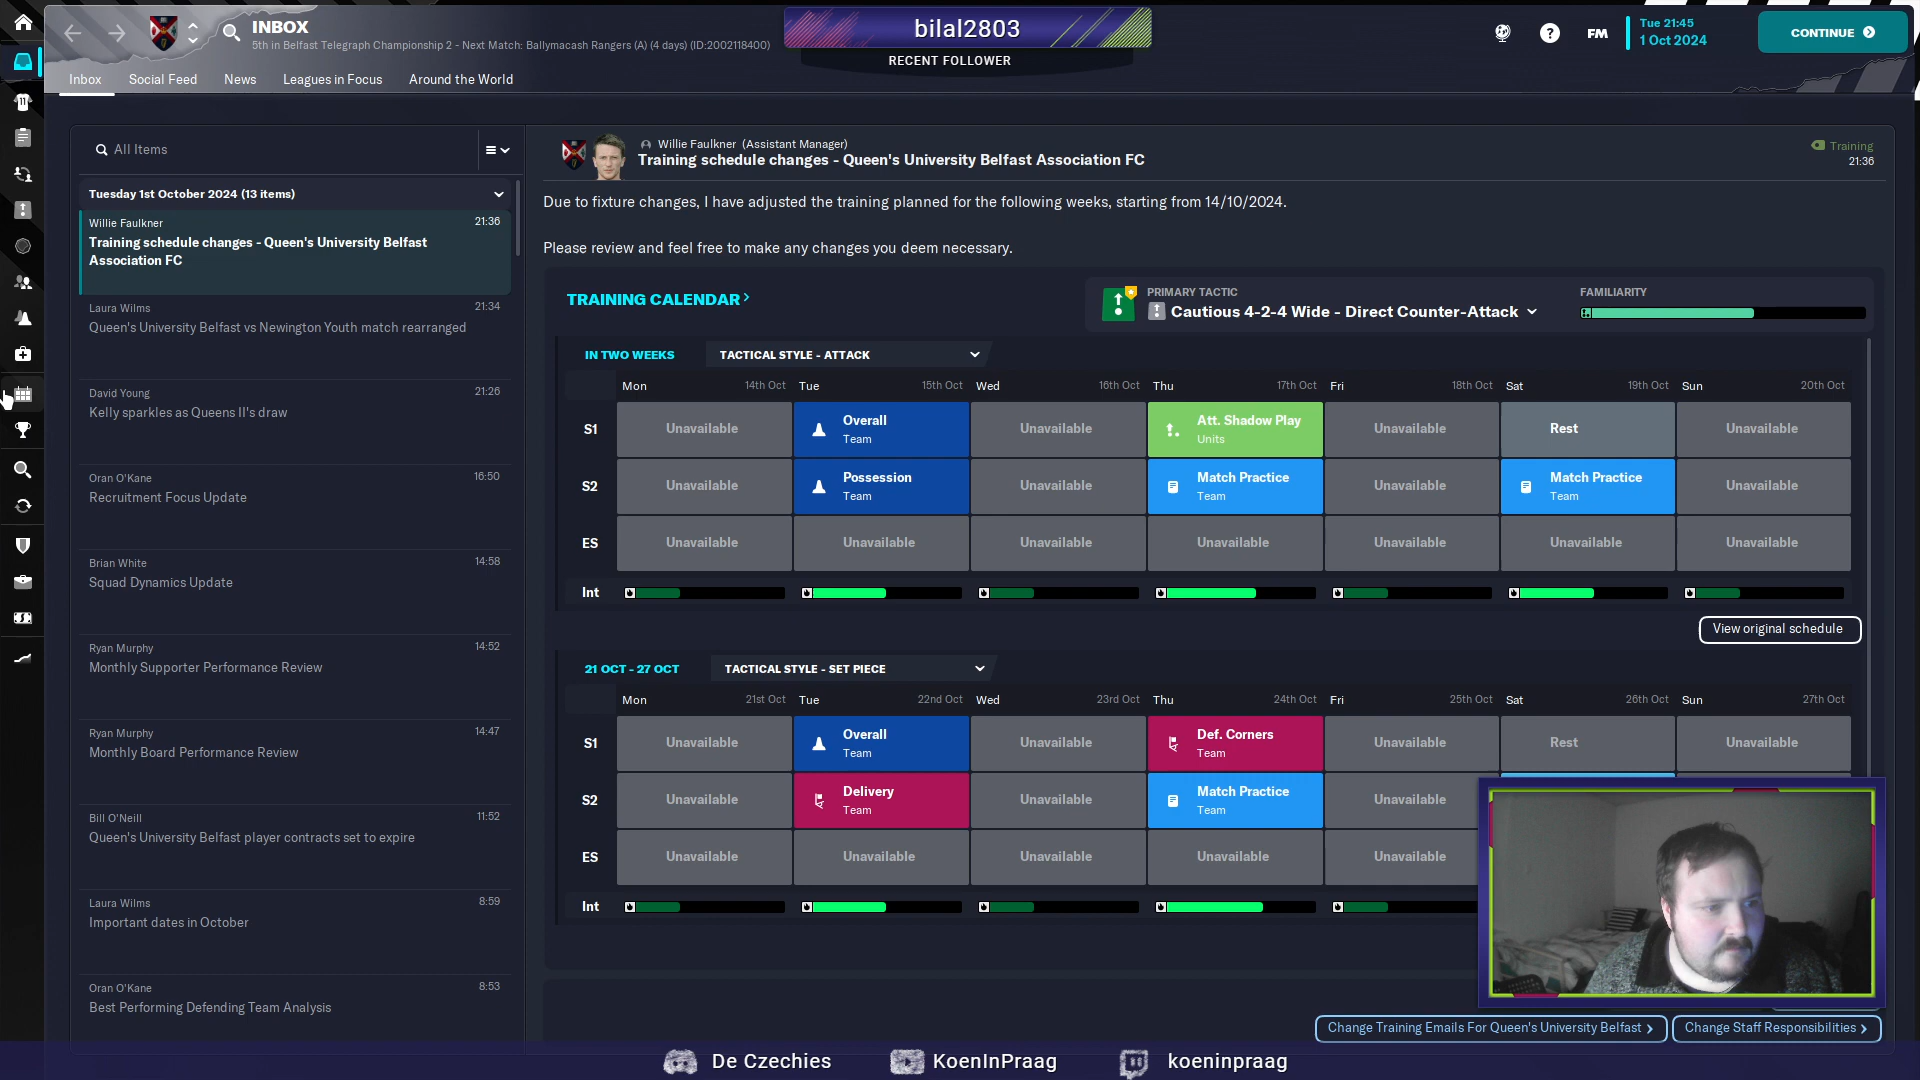 INBOX
5th in Belfast Telegraph Championship 2 - Next Match: Ballymacash Rangers (A) (4 days) (ID:2002118400)
bilal2803
RECENT FOLLOWER
FM
Tue 21:45
1 Oct 2024
CONTINUE
Inbox Social Feed News Leagues in Focus Around the World
All Items
Tuesday 1st October 2024 (13 items)
Willie Faulkner 21:36
Training schedule changes - Queen's University Belfast
Association FC
Laura Wilms 21:34
Queen's University Belfast vs Newington Youth match rearranged
David Young 21:26
Kelly sparkles as Queens II's draw
Oran O'Kane 16:50
Recruitment Focus Update
Brian White 14:58
Squad Dynamics Update
Ryan Murphy 14:52
Monthly Supporter Performance Review
Ryan Murphy 14:47
Monthly Board Performance Review
Bill O'Neill 11:52
Queen's University Belfast player contracts set to expire
Laura Wilms 8:59
Important dates in October
Oran O'Kane 8:53
Best Performing Defending Team Analysis
Willie Faulkner (Assistant Manager)
Training schedule changes - Queen's University Belfast Association FC
Training
21:36
Due to fixture changes, I have adjusted the training planned for the following weeks, starting from 14/10/2024.
Please review and feel free to make any changes you deem necessary.
TRAINING CALENDAR
PRIMARY TACTIC
Cautious 4-2-4 Wide - Direct Counter-Attack
FAMILIARITY
IN TWO WEEKS TACTICAL STYLE - ATTACK
Mon 14th Oct Tue 15th Oct Wed 16th Oct Thu 17th Oct Fri 18th Oct Sat 19th Oct Sun 20th Oct
S1 Unavailable Overall Team Unavailable Att. Shadow Play Units Unavailable Rest Unavailable
S2 Unavailable Possession Team Unavailable Match Practice Team Unavailable Match Practice Team Unavailable
ES Unavailable Unavailable Unavailable Unavailable Unavailable Unavailable Unavailable
Int
View original schedule
21 OCT - 27 OCT TACTICAL STYLE - SET PIECE
Mon 21st Oct Tue 22nd Oct Wed 23rd Oct Thu 24th Oct Fri 25th Oct Sat 26th Oct Sun 27th Oct
S1 Unavailable Overall Team Unavailable Def. Corners Team Unavailable Rest Unavailable
S2 Unavailable Delivery Team Unavailable Match Practice Team Unavailable
ES Unavailable Unavailable Unavailable Unavailable Unavailable
Int
Change Training Emails For Queen's University Belfast
Change Staff Responsibilities
De Czechies KoenInPraag koeninpraag